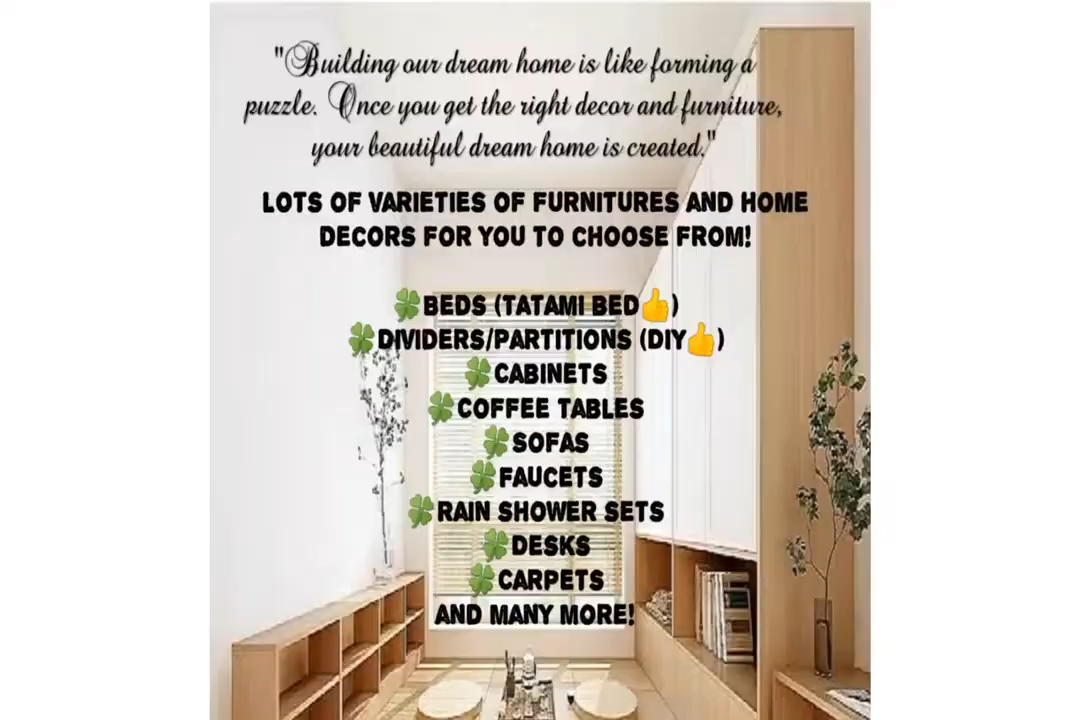 "Building our dream home is like forming a
puzzle. Once you get the right decor and furniture,
your beautiful dream home is created."
LOTS OF VARIETIES OF FURNITURES AND HOME
DECORS FOR YOU TO CHOOSE FROM!
🍀BEDS (TATAMI BED👍)
🍀DIVIDERS/PARTITIONS (DIY👍)
🍀CABINETS
🍀COFFEE TABLES
🍀SOFAS
🍀FAUCETS
🍀RAIN SHOWER SETS
🍀DESKS
🍀CARPETS
AND MANY MORE!